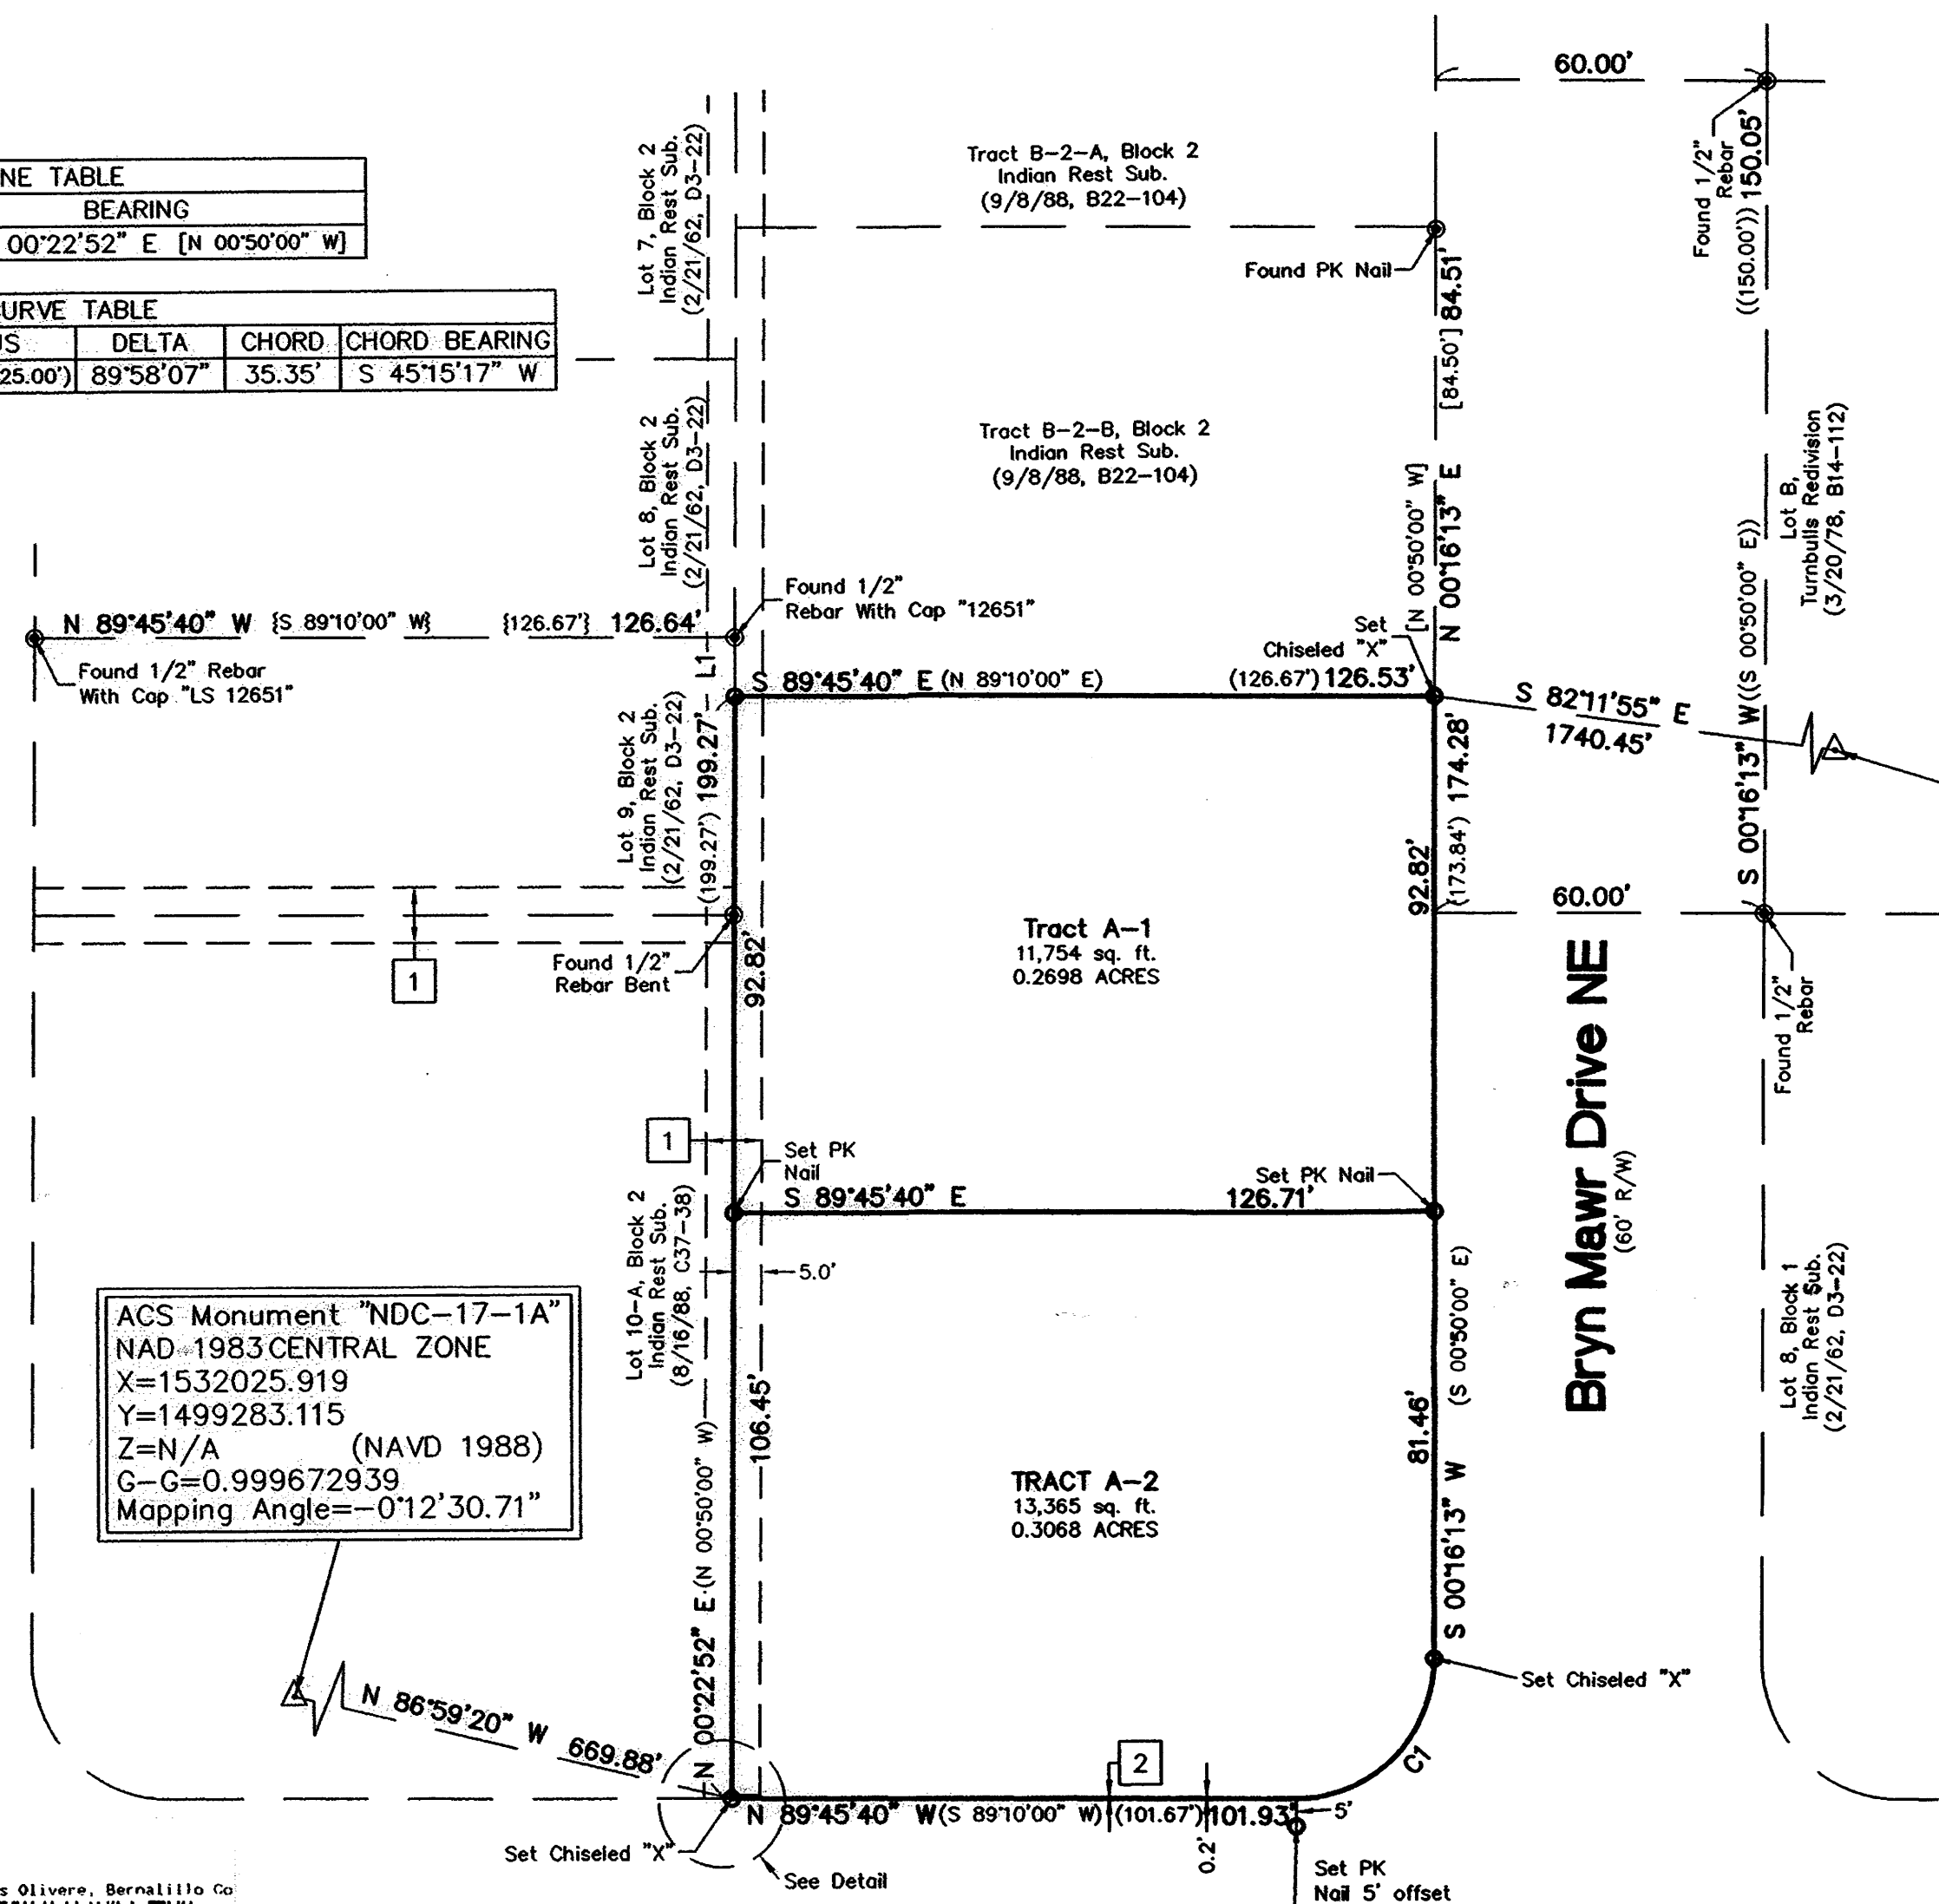 60.00'
Found 1/2"
Rebar
((150.00')) 150.05'
NE TABLE
BEARING
00°22'52" E [N 00°50'00" W]
URVE TABLE
US DELTA CHORD CHORD BEARING
25.00') 89°58'07" 35.35' S 45°15'17" W
Lot 7, Block 2
Indian Rest Sub.
(2/21/62, D3-22)
Tract B-2-A, Block 2
Indian Rest Sub.
(9/8/88, B22-104)
Found PK Nail
[84.50'] 84.51'
Lot 8, Block 2
Indian Rest Sub.
(2/21/62, D3-22)
Tract B-2-B, Block 2
Indian Rest Sub.
(9/8/88, B22-104)
[N 00°50'00" W]
N 00°16'13" E
Lot B,
Turnbulls Redivision
(3/20/78, B14-112)
S 00°16'13" W((S 00°50'00" E))
N 89°45'40" W {S 89°10'00" W} {126.67'} 126.64'
Found 1/2" Rebar
With Cap "LS 12651"
Found 1/2"
Rebar With Cap "12651"
L1
Set
Chiseled "X"
S 89°45'40" E (N 89°10'00" E) (126.67') 126.53'
S 82°11'55" E
1740.45'
Lot 9, Block 2
Indian Rest Sub.
(2/21/62, D3-22)
(199.27') 199.27'
92.82'
(173.84') 174.28'
60.00'
Found 1/2"
Rebar
1
Found 1/2"
Rebar Bent
92.82'
Tract A-1
11,754 sq. ft.
0.2698 ACRES
Bryn Mawr Drive NE
(60' R/W)
1
Set PK
Nail
S 89°45'40" E
Set PK Nail
126.71'
5.0'
Lot 10-A, Block 2
Indian Rest Sub.
(8/16/88, C37-38)
106.45'
N 00°22'52" E (N 00°50'00" W)
81.46'
S 00°16'13" W (S 00°50'00" E)
Lot 8, Block 1
Indian Rest Sub.
(2/21/62, D3-22)
ACS Monument "NDC-17-1A"
NAD 1983 CENTRAL ZONE
X=1532025.919
Y=1499283.115
Z=N/A (NAVD 1988)
G-G=0.999672939
Mapping Angle=-0°12'30.71"
TRACT A-2
13,365 sq. ft.
0.3068 ACRES
Set Chiseled "X"
N 86°59'20" W 669.88'
C1
2
N 89°45'40" W(S 89°10'00" W) (101.67') 101.93'
5'
0.2'
Set Chiseled "X"
See Detail
Set PK
Nail 5' offset
s Olivere, Bernalillo Co